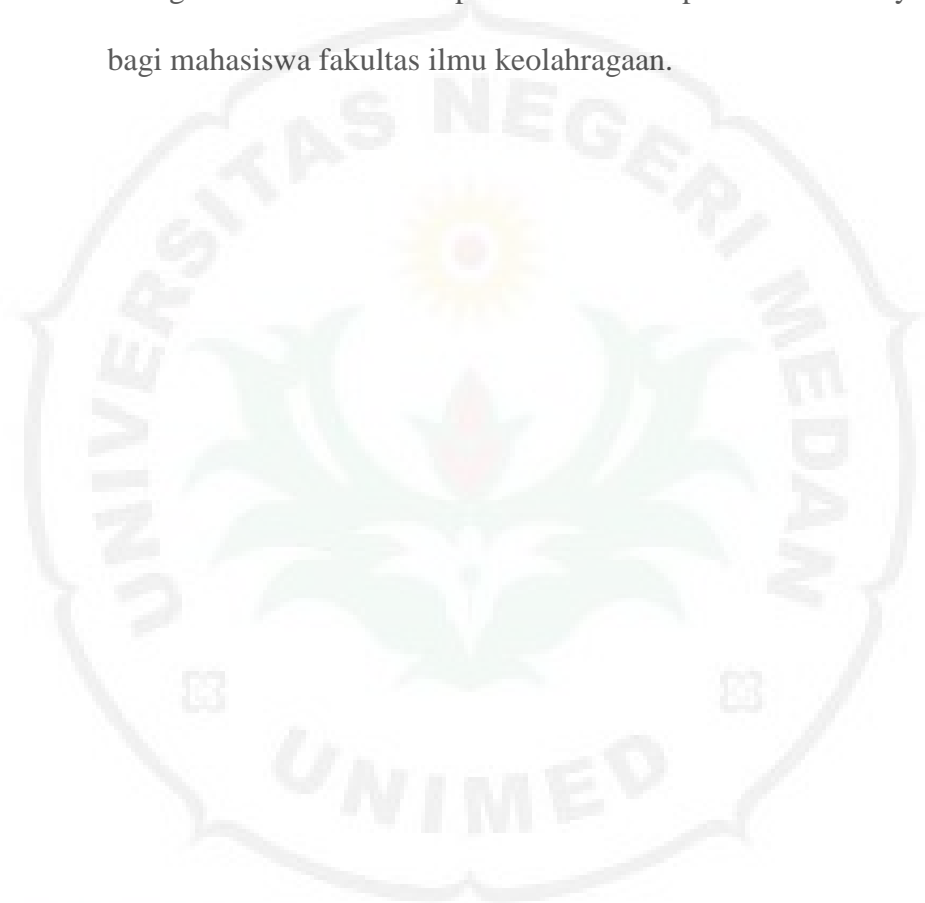 bagi mahasiswa fakultas ilmu keolahragaan.
UNIVERSITAS NEGERI MEDAN
UNIMED